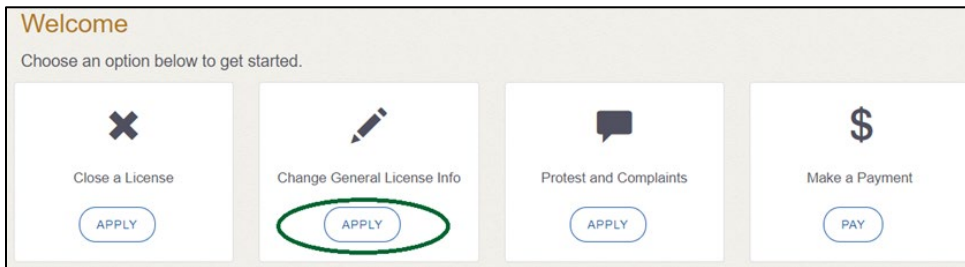 Welcome
Choose an option below to get started.
Close a License
Change General License Info
Protest and Complaints
$
Make a Payment
APPLY
APPLY
APPLY
PAY